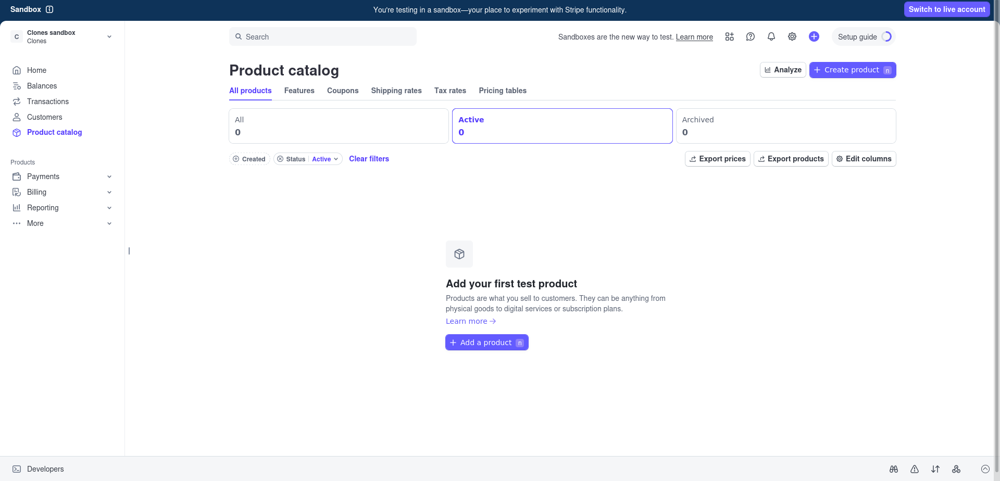 Sandbox
You're testing in a sandbox—your place to experiment with Stripe functionality.
Switch to live account
C
Clones sandbox
Clones
Search
Sandboxes are the new way to test. Learn more
Setup guide
Home
Balances
Transactions
Customers
Product catalog
Products
Payments
Billing
Reporting
More
Product catalog
Analyze
Create product n
All products Features Coupons Shipping rates Tax rates Pricing tables
All
0
Active
0
Archived
0
Created
Status Active
Clear filters
Export prices
Export products
Edit columns
Add your first test product
Products are what you sell to customers. They can be anything from
physical goods to digital services or subscription plans.
Learn more
Add a product n
Developers